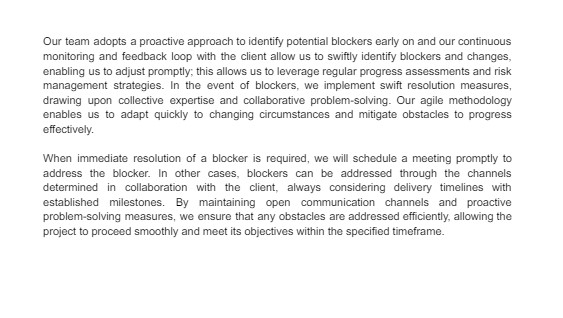 Our team adopts a proactive approach to identify potential blockers early on and our continuous
monitoring and feedback loop with the client allow us to swiftly identify blockers and changes,
enabling us to adjust promptly; this allows us to leverage regular progress assessments and risk
management strategies. In the event of blockers, we implement swift resolution measures,
drawing upon collective expertise and collaborative problem-solving. Our agile methodology
enables us to adapt quickly to changing circumstances and mitigate obstacles to progress
effectively.
When immediate resolution of a blocker is required, we will schedule a meeting promptly to
address the blocker. In other cases, blockers can be addressed through the channels
determined in collaboration with the client, always considering delivery timelines with
established milestones. By maintaining open communication channels and proactive
problem-solving measures, we ensure that any obstacles are addressed efficiently, allowing the
project to proceed smoothly and meet its objectives within the specified timeframe.